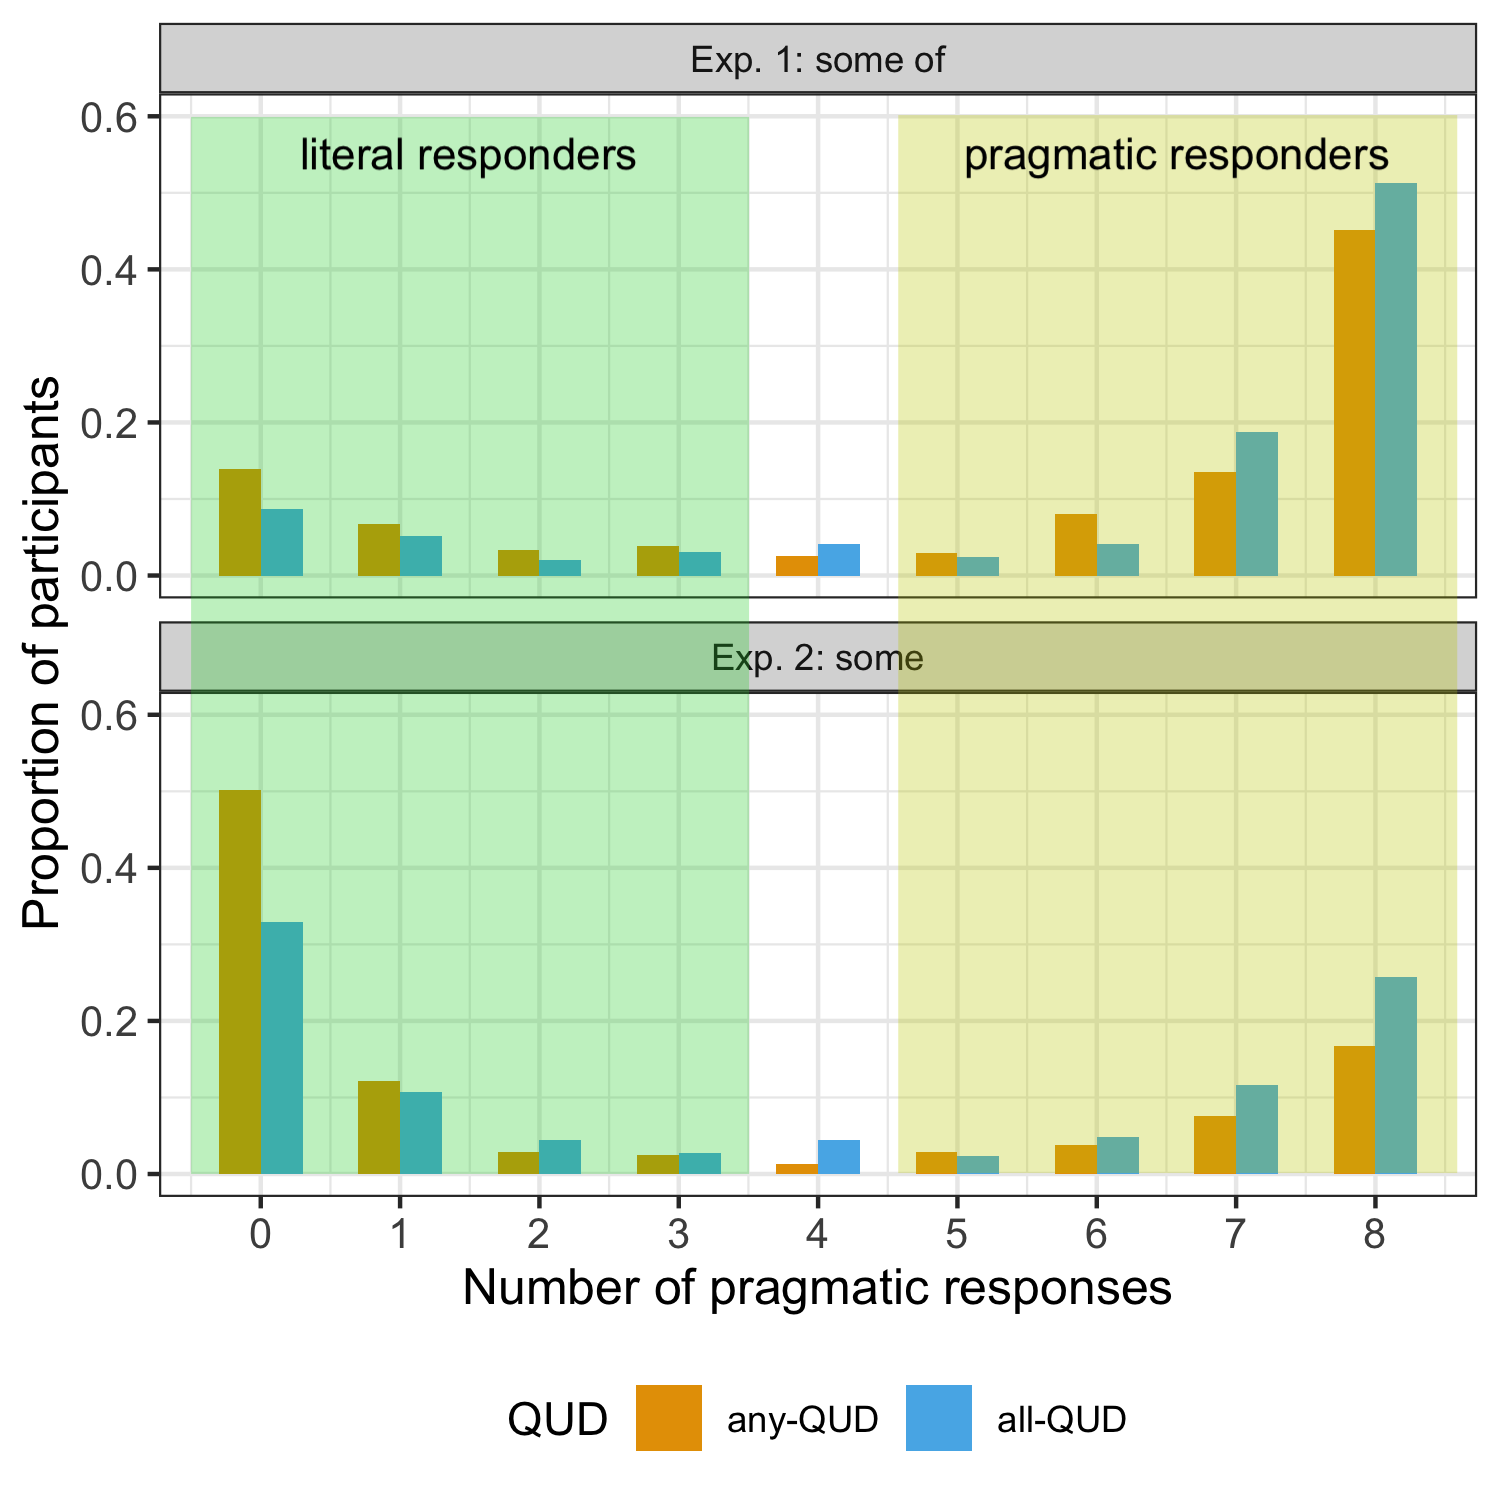 Exp. 1: some of
literal responders
pragmatic responders
0.6
0.4
0.2
0.0
Exp. 2: some
0.6
0.4
0.2
0.0
Proportion of participants
0 1 2 3 4 5 6 7 8
Number of pragmatic responses
QUD any-QUD all-QUD